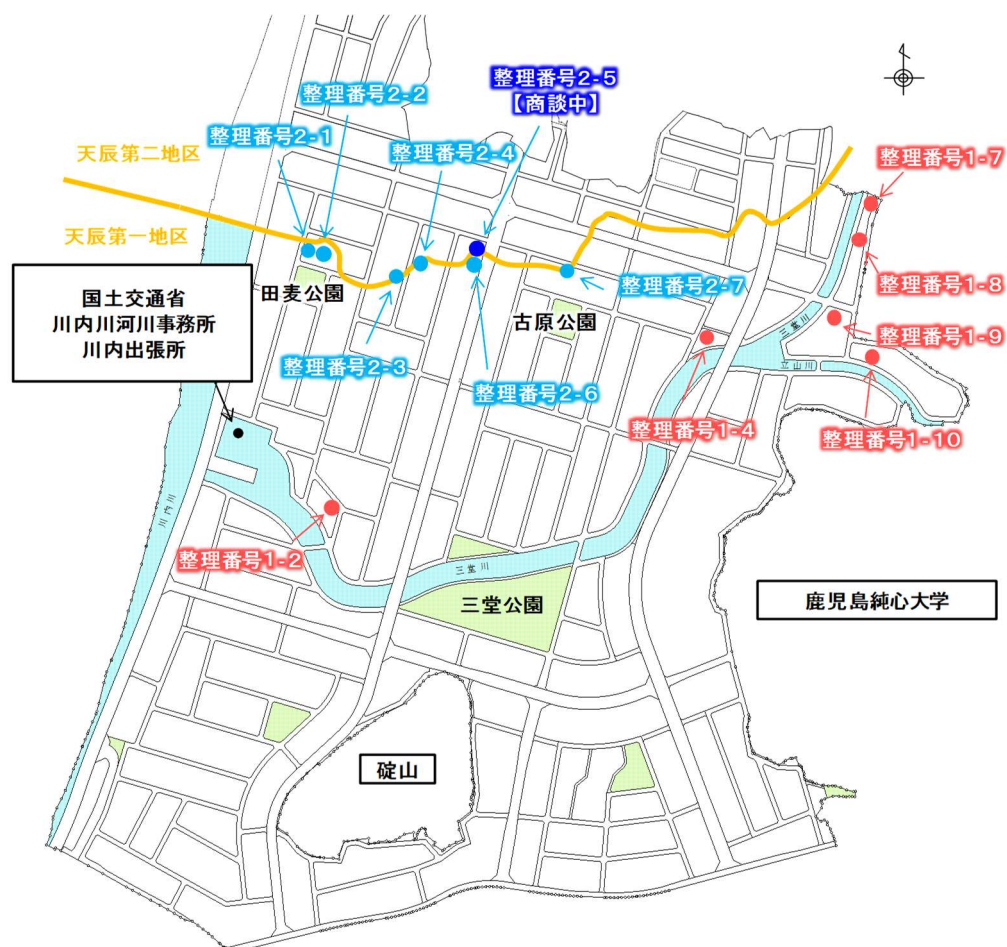 整理番号2-5
【商談中】
整理番号2-2
整理番号2-1
整理番号2-4
天辰第二地区
天辰第一地区
整理番号1-7
国土交通省
川内川河川事務所
川内出張所
田麦公園
整理番号2-7
整理番号1-8
古原公園
三堂川
整理番号1-9
整理番号2-3
整理番号2-6
立山川
整理番号1-4
整理番号1-10
川内川
整理番号1-2
三堂川
三堂公園
鹿児島純心大学
碇山